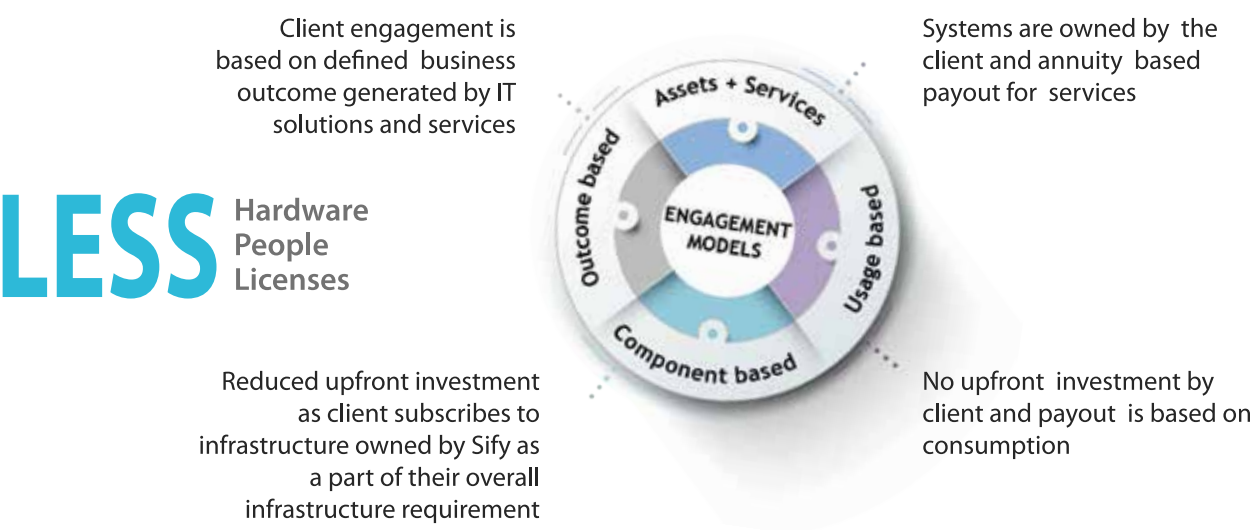 Client engagement is
based on defined business
outcome generated by IT
solutions and services
Systems are owned by the
client and annuity based
payout for services
LESS
Hardware
People
Licenses
Assets + Services
Outcome based
ENGAGEMENT
MODELS
Usage based
Component based
Reduced upfront investment
as client subscribes to
infrastructure owned by Sify as
a part of their overall
infrastructure requirement
No upfront investment by
client and payout is based on
consumption